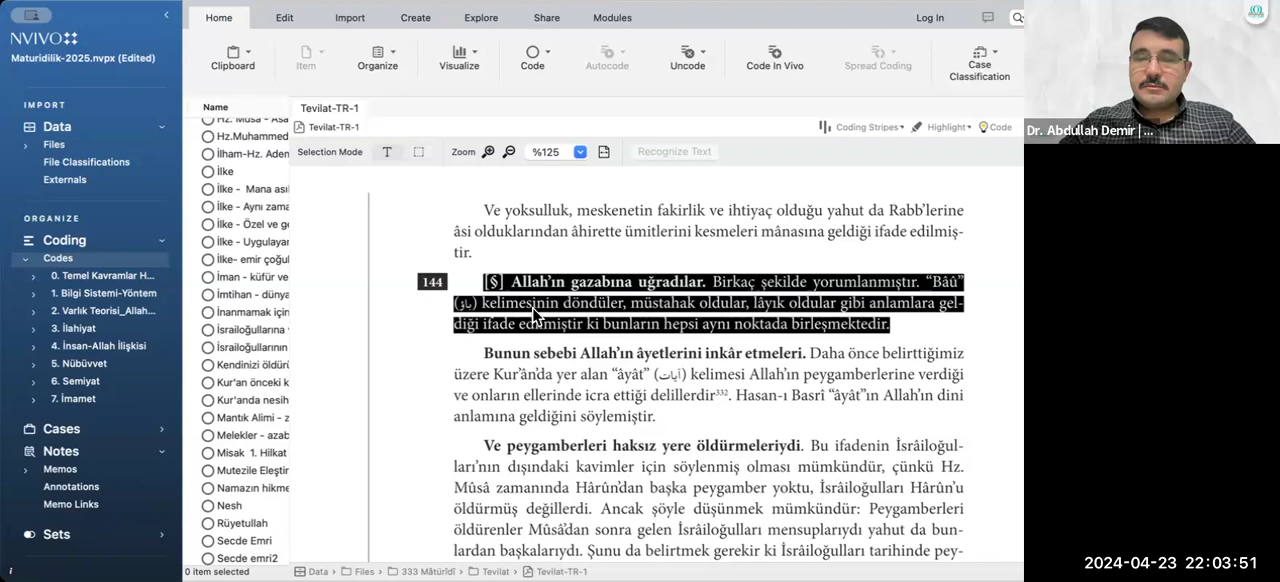 Home Edit Import Create Explore Share Modules Log In
NVIVO
Maturidilik-2025.nvpx (Edited)
Clipboard Item Organize Visualize Code Autocode Uncode Code In Vivo Spread Coding Case Classification
Dr. Abdullah Demir | ...
IMPORT
Data
Files
File Classifications
Externals
ORGANIZE
Coding
Codes
0. Temel Kavramlar H...
1. Bilgi Sistemi-Yöntem
2. Varlık Teorisi_Allah...
3. İlahiyat
4. İnsan-Allah İlişkisi
5. Nübüvvet
6. Semiyat
7. İmamet
Cases
Notes
Memos
Annotations
Memo Links
Sets
Name
Hz. Musa - Asa
Hz.Muhammed
İlham-Hz. Adem
İlke
İlke - Mana ası
İlke - Aynı zama
İlke - Özel ve ge
İlke - Uygulayan
İlke- emir çoğul
İman - küfür ve
İmtihan - dünya
İnanmamak için
İsrailoğullarına
İsrailoğullarının
Kendinizi öldürü
Kur'an önceki k
Kur'anda nesih
Mantık Alimi - z
Melekler - azab
Misak 1. Hilkat
Mutezile Eleştir
Namazın hikme
Nesh
Rüyetullah
Secde Emri
Secde emri2
0 item selected
Tevilat-TR-1
Tevilat-TR-1
Coding Stripes Highlight Code
Selection Mode T Zoom %125 Recognize Text
Ve yoksulluk, meskenetin fakirlik ve ihtiyaç olduğu yahut da Rabb’lerine
âsi olduklarından âhirette ümitlerini kesmeleri mânasına geldiği ifade edilmiş-
tir.
144 [§] Allah’ın gazabına uğradılar. Birkaç şekilde yorumlanmıştır. “Bâû”
(باؤ) kelimesinin döndüler, müstahak oldular, lâyık oldular gibi anlamlara gel-
diği ifade edilmiştir ki bunların hepsi aynı noktada birleşmektedir.
Bunun sebebi Allah’ın âyetlerini inkâr etmeleri. Daha önce belirttiğimiz
üzere Kur’ân’da yer alan “âyât” (آيات) kelimesi Allah’ın peygamberlerine verdiği
ve onların ellerinde icra ettiği delillerdir332. Hasan-ı Basrî “âyât”ın Allah’ın dini
anlamına geldiğini söylemiştir.
Ve peygamberleri haksız yere öldürmeleriydi. Bu ifadenin İsrâiloğul-
ları’nın dışındaki kavimler için söylenmiş olması mümkündür, çünkü Hz.
Mûsâ zamanında Hârûn’dan başka peygamber yoktu, İsrâiloğulları Hârûn’u
öldürmüş değillerdi. Ancak şöyle düşünmek mümkündür: Peygamberleri
öldürenler Mûsâ’dan sonra gelen İsrâiloğulları mensuplarıydı yahut da bun-
lardan başkalarıydı. Şunu da belirtmek gerekir ki İsrâiloğulları tarihinde pey-
Data > Files > 333 Mâtürîdî > Tevilat > Tevilat-TR-1
2024-04-23 22:03:51